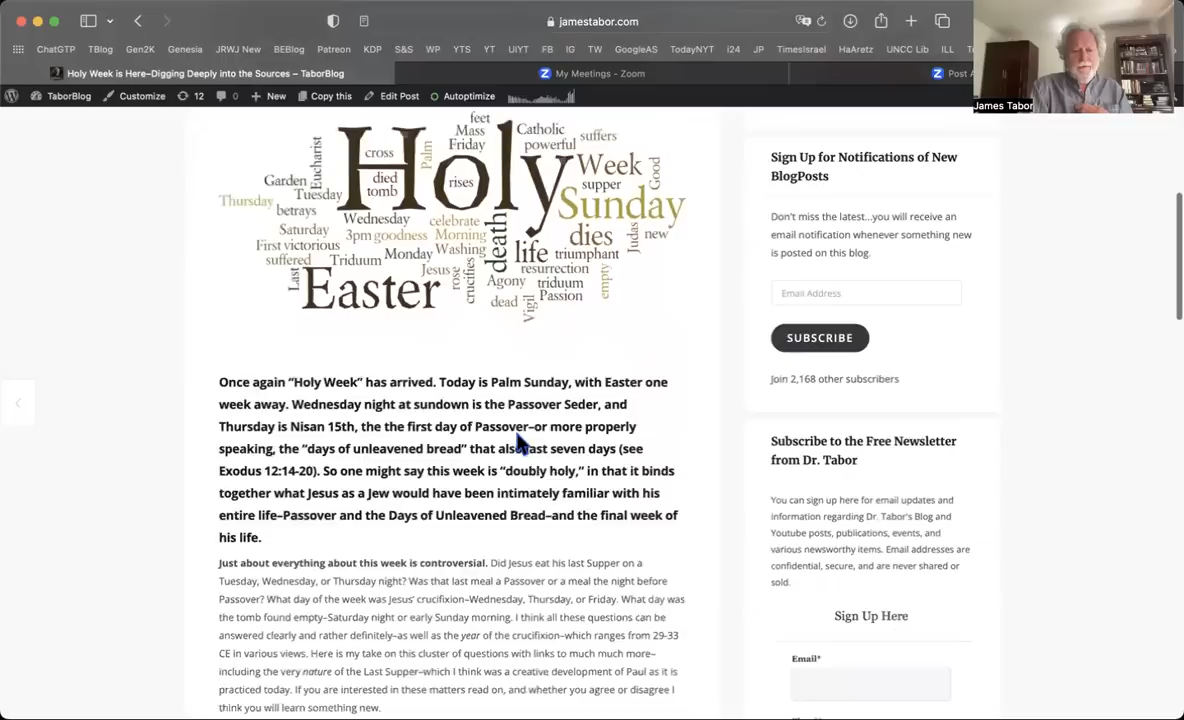 jamestabor.com
ChatGTP TBlog Gen2K Genesia JRWJ New BEBlog Patreon KDP S&S WP YTS YT UIYT FB IG TW GoogleAS TodayNYT i24 JP TimesIsrael HaAretz UNCC Lib ILL
Holy Week is Here–Digging Deeply into the Sources – TaborBlog
My Meetings - Zoom
Post A
TaborBlog Customize 12 0 New Copy this Edit Post Autoptimize
James Tabor
feet
Mass
Catholic
suffers
Friday
powerful
Eucharist
cross
Palm
Holy
Week
Good
Garden
died
rises
supper
Tuesday
tomb
Thursday
betrays
Wednesday
celebrate
Sunday
Saturday
3pm
goodness
Morning
death
dies
Judas
new
First
victorious
Monday
Washing
life
triumphant
suffered
Triduum
Jesus
rose
crucifies
resurrection
empty
Last
Easter
Agony
triduum
dead
Vigil
Passion
Once again “Holy Week” has arrived. Today is Palm Sunday, with Easter one
week away. Wednesday night at sundown is the Passover Seder, and
Thursday is Nisan 15th, the the first day of Passover–or more properly
speaking, the “days of unleavened bread” that also last seven days (see
Exodus 12:14-20). So one might say this week is “doubly holy,” in that it binds
together what Jesus as a Jew would have been intimately familiar with his
entire life–Passover and the Days of Unleavened Bread–and the final week of
his life.
Just about everything about this week is controversial. Did Jesus eat his last Supper on a
Tuesday, Wednesday, or Thursday night? Was that last meal a Passover or a meal the night before
Passover? What day of the week was Jesus’ crucifixion–Wednesday, Thursday, or Friday. What day was
the tomb found empty–Saturday night or early Sunday morning. I think all these questions can be
answered clearly and rather definitely–as well as the year of the crucifixion–which ranges from 29-33
CE in various views. Here is my take on this cluster of questions with links to much much more–
including the very nature of the Last Supper–which I think was a creative development of Paul as it is
practiced today. If you are interested in these matters read on, and whether you agree or disagree I
think you will learn something new.
Sign Up for Notifications of New
BlogPosts
Don't miss the latest...you will receive an
email notification whenever something new
is posted on this blog.
Email Address
SUBSCRIBE
Join 2,168 other subscribers
Subscribe to the Free Newsletter
from Dr. Tabor
You can sign up here for email updates and
information regarding Dr. Tabor's Blog and
Youtube posts, publications, events, and
various newsworthy items. Email addresses are
confidential, secure, and are never shared or
sold.
Sign Up Here
Email*